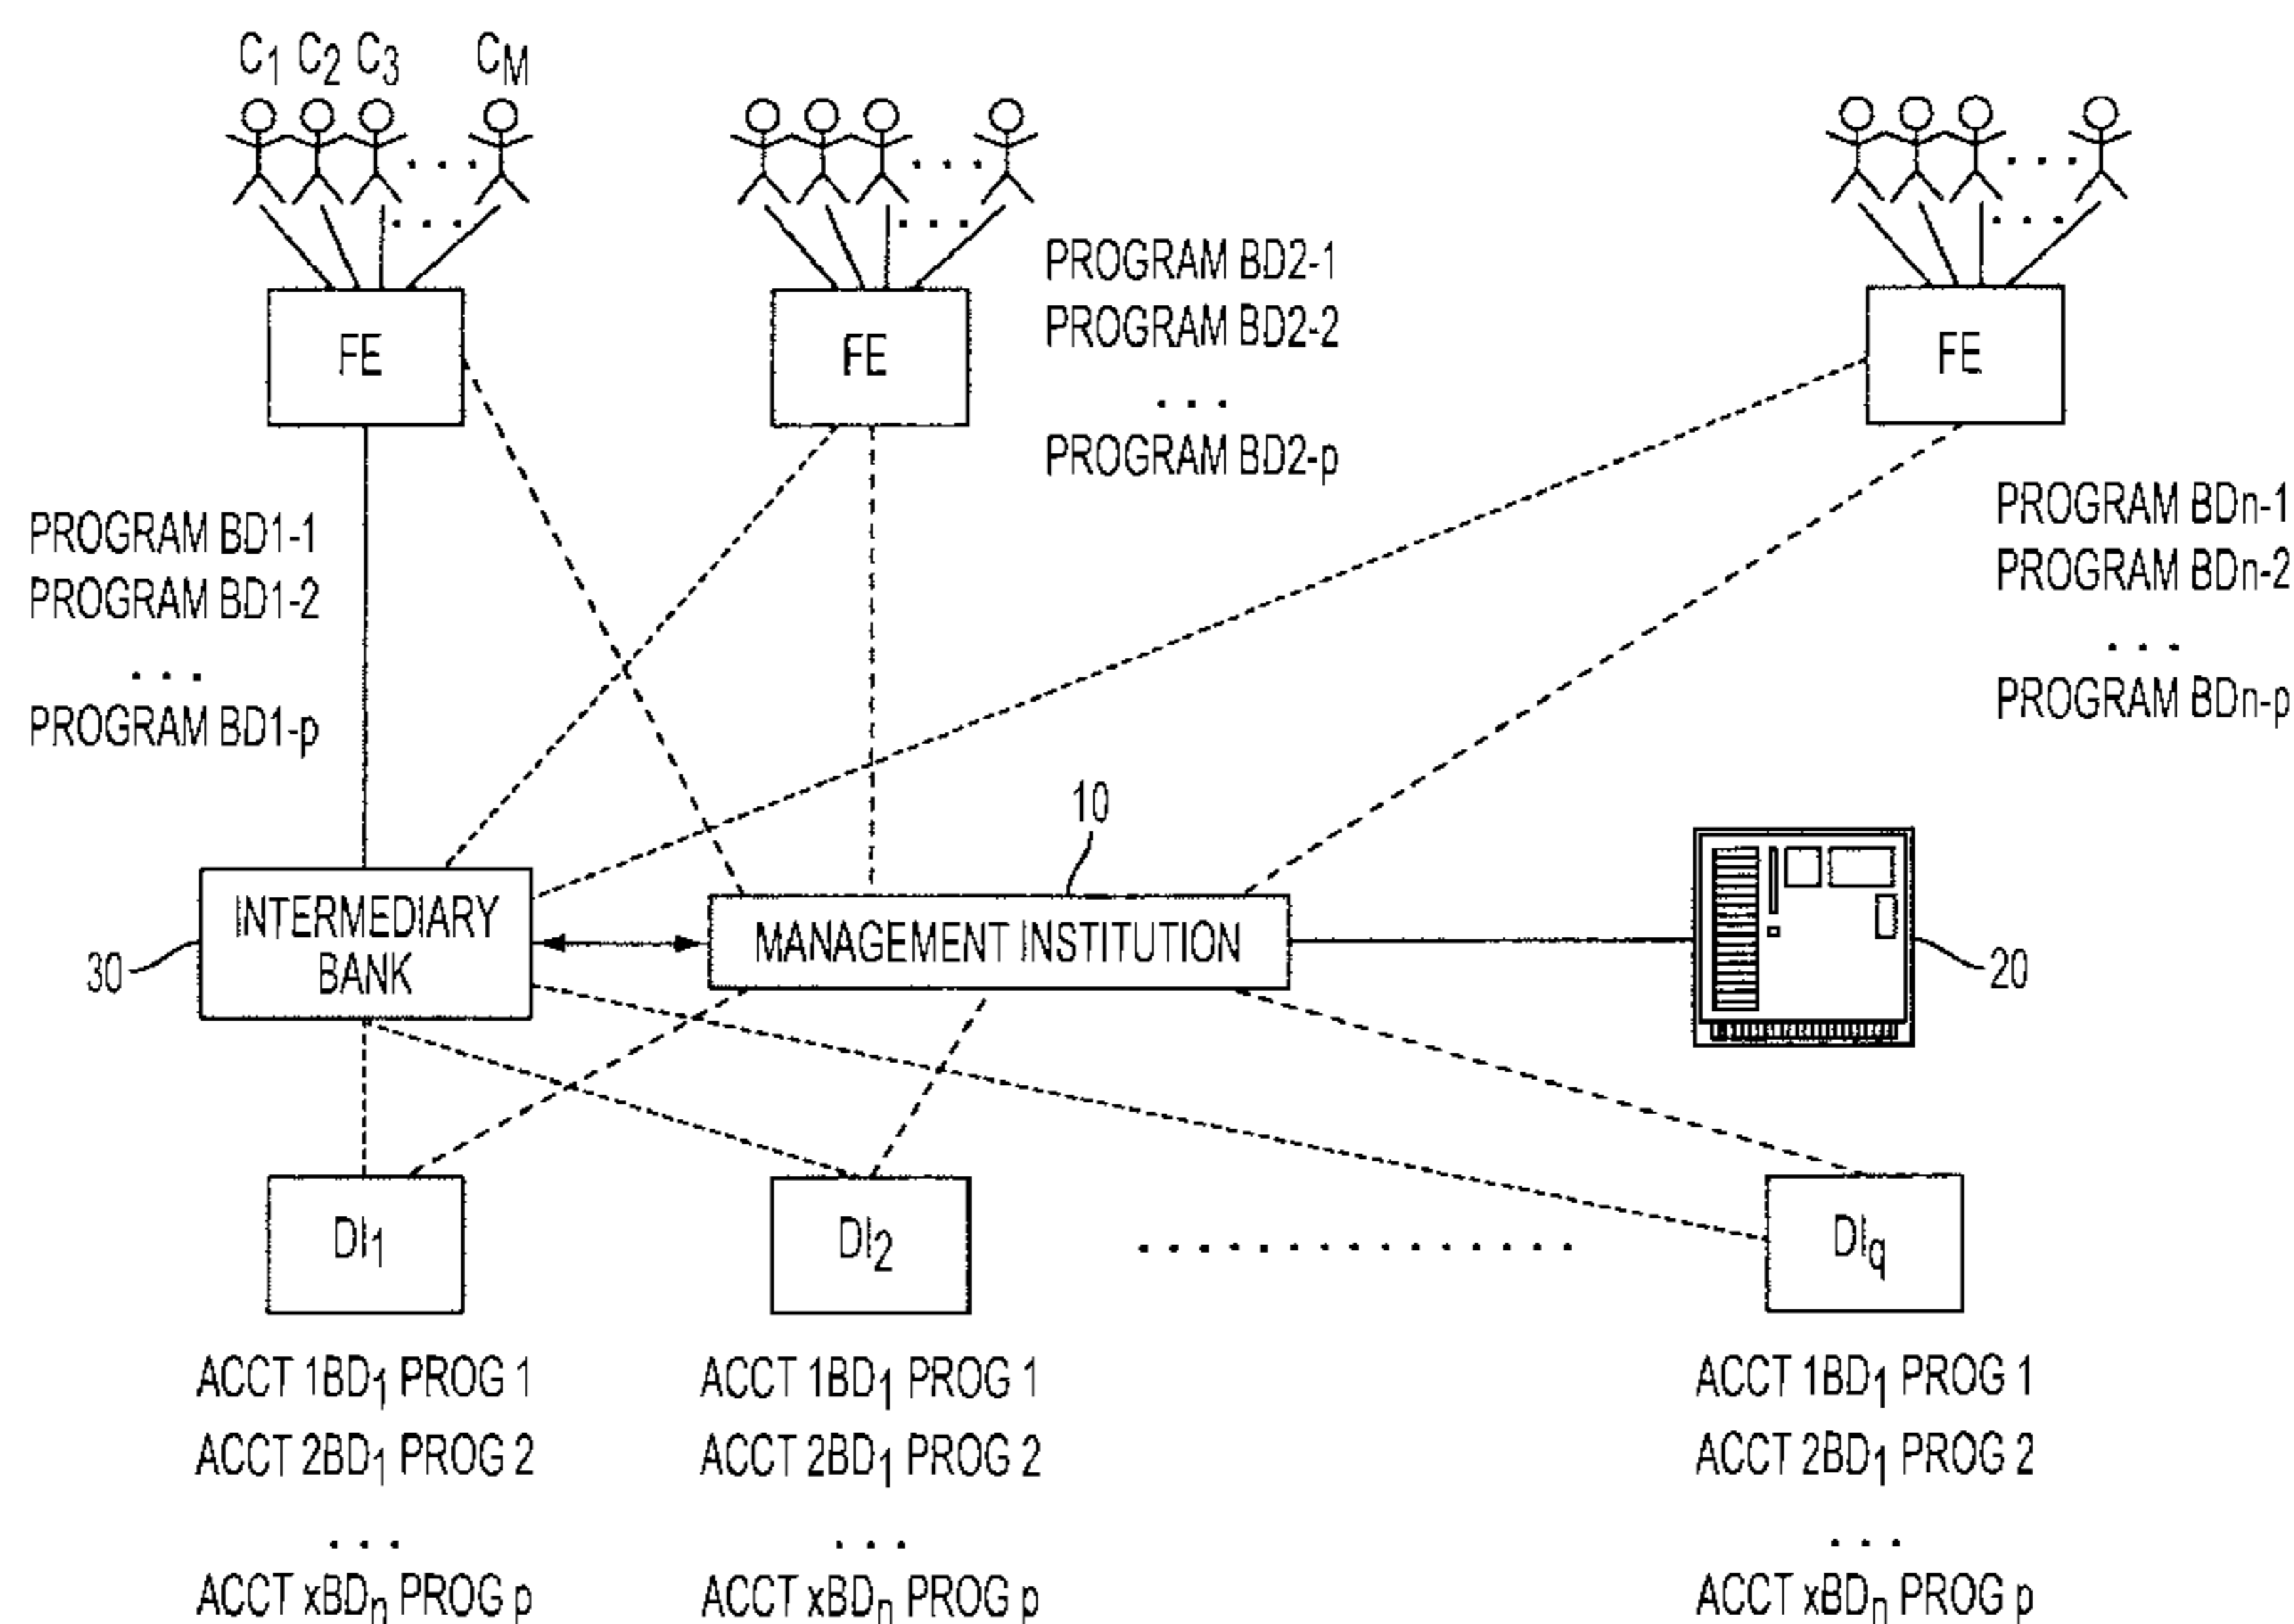 C1 C2 C3 CM
FE
FE
FE
PROGRAM BD2-1
PROGRAM BD2-2
...
PROGRAM BD2-p
PROGRAM BD1-1
PROGRAM BD1-2
...
PROGRAM BD1-p
PROGRAM BDn-1
PROGRAM BDn-2
...
PROGRAM BDn-p
10
INTERMEDIARY
BANK
30
MANAGEMENT INSTITUTION
20
DI1
DI2
DIq
ACCT 1BD1 PROG 1
ACCT 2BD1 PROG 2
...
ACCT xBDn PROG p
ACCT 1BD1 PROG 1
ACCT 2BD1 PROG 2
...
ACCT xBDn PROG p
ACCT 1BD1 PROG 1
ACCT 2BD1 PROG 2
...
ACCT xBDn PROG p